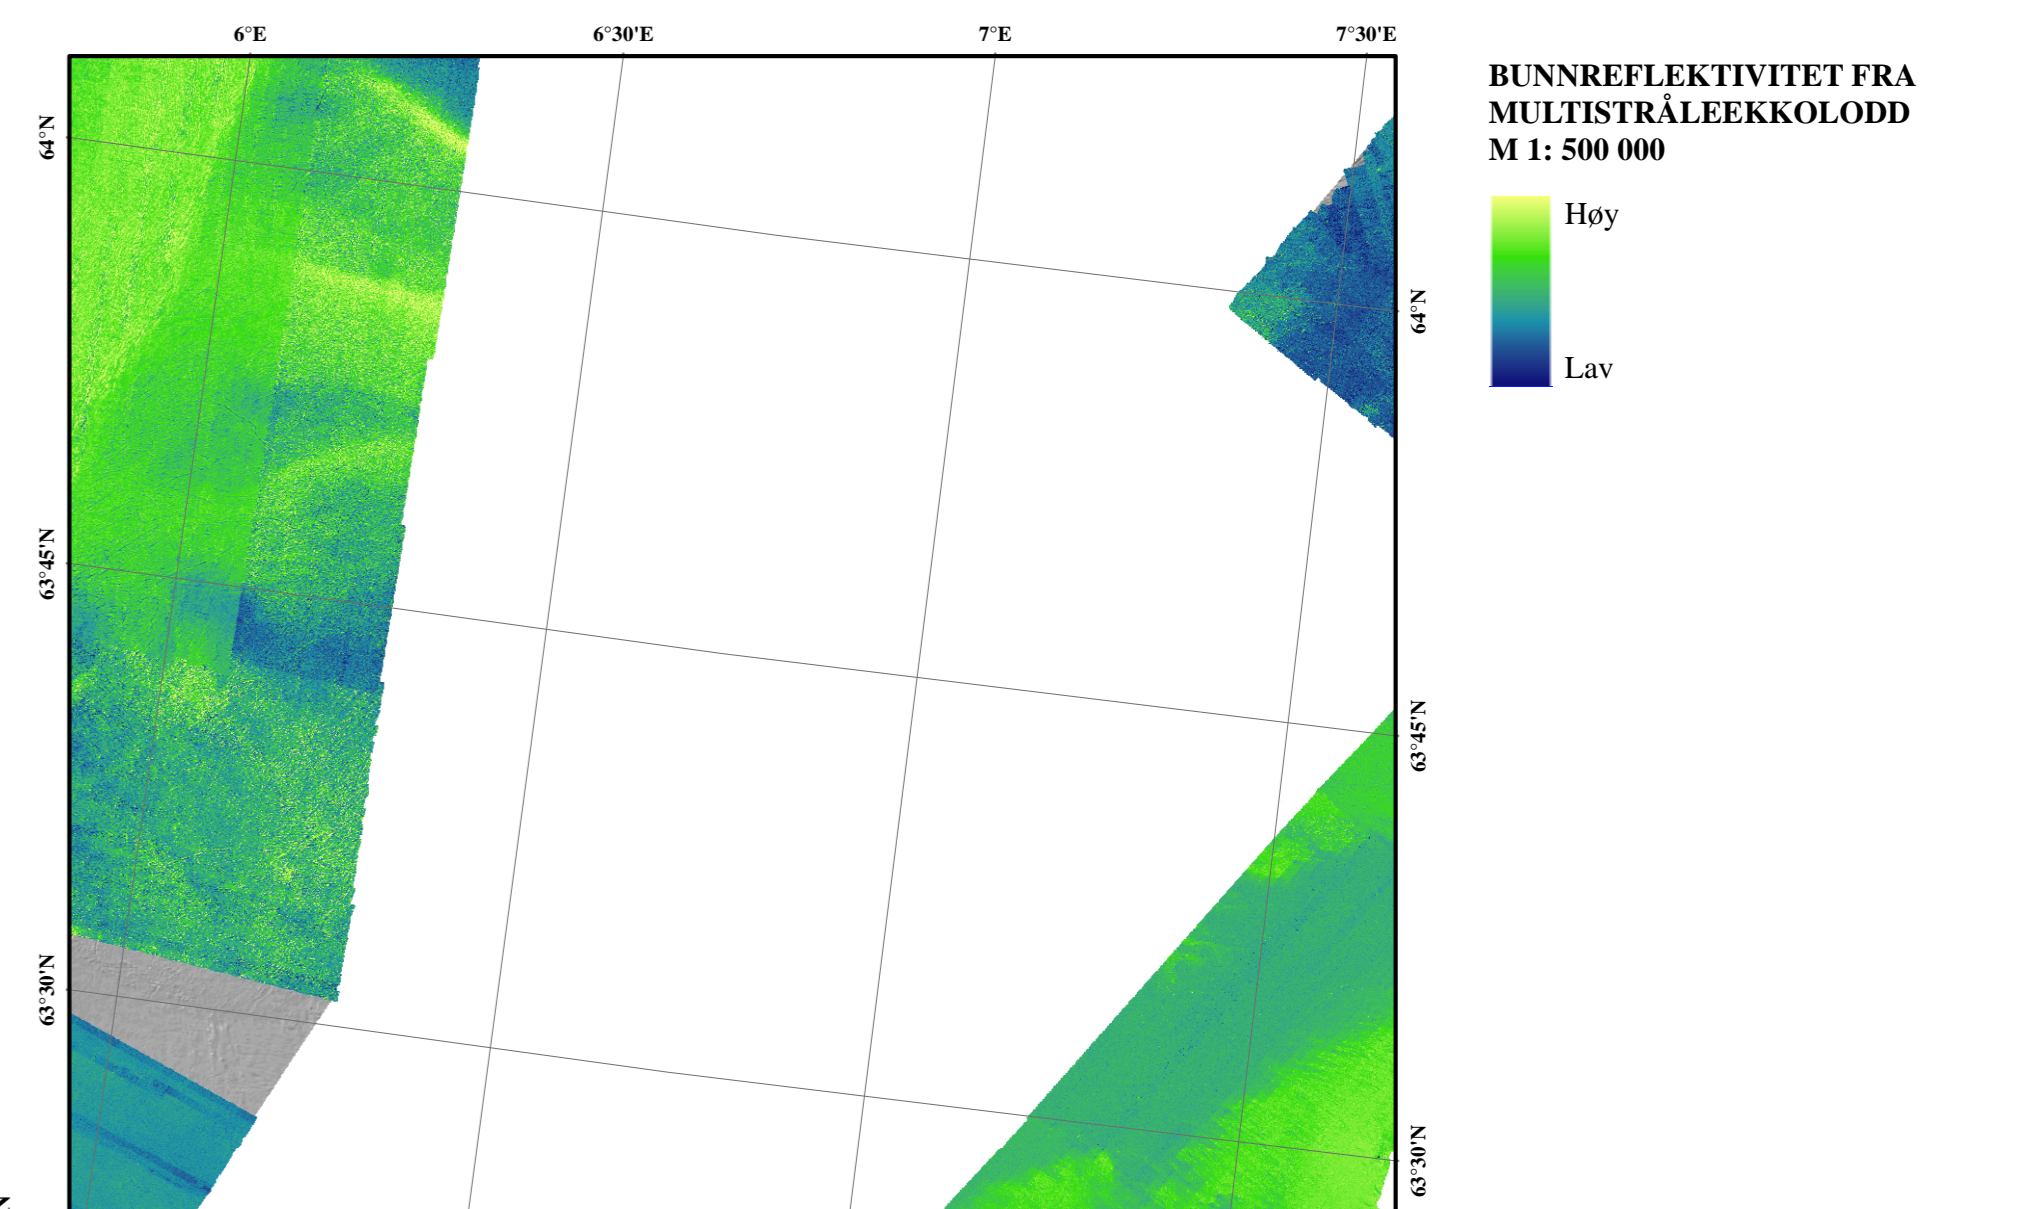 6°E 6°30'E 7°E 7°30'E
BUNNREFLEKTIVITET FRA
MULTISTRÅLEEKKOLODD
M 1: 500 000
Høy
Lav
64°N
64°N
63°45'N
63°45'N
63°30'N
63°30'N
N